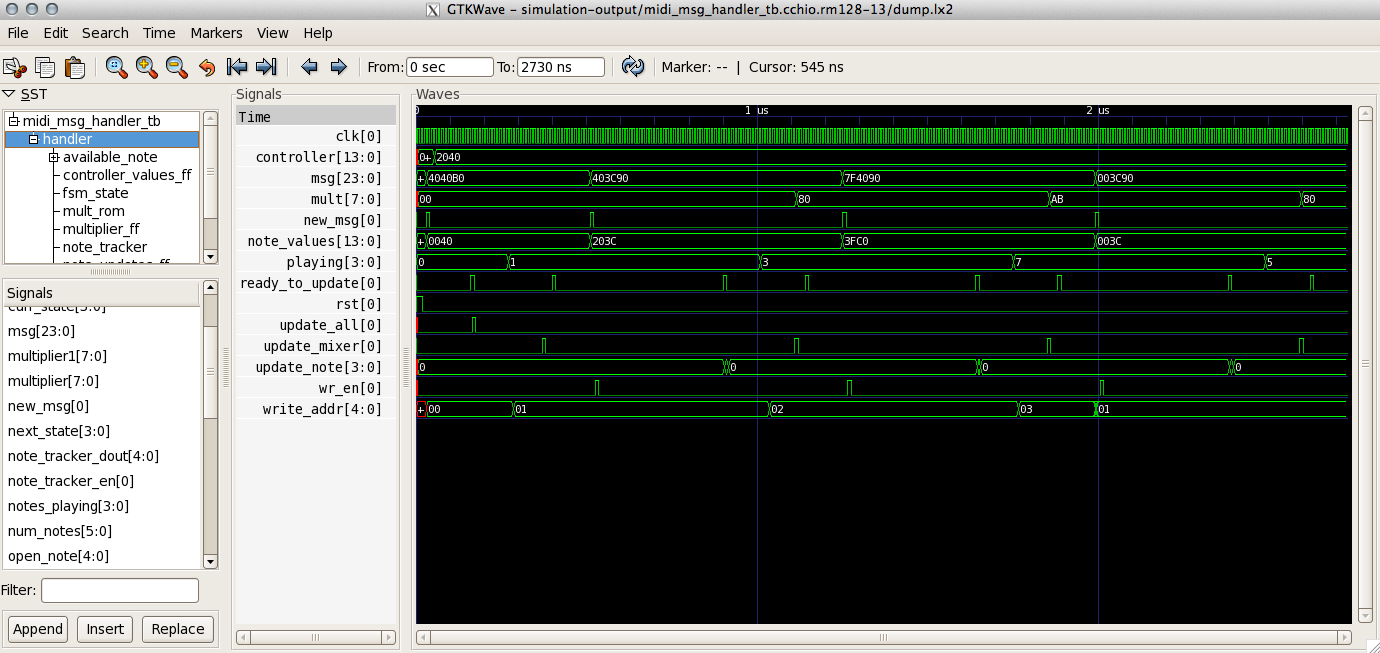 GTKWave – simulation-output/midi_msg_handler_tb.cchio.rm128-13/dump.lx2
File Edit Search Time Markers View Help
From: 0 sec To: 2730 ns Marker: -- | Cursor: 545 ns
SST
midi_msg_handler_tb
handler
available_note
controller_values_ff
fsm_state
mult_rom
multiplier_ff
note_tracker
Signals
msg[23:0]
multiplier1[7:0]
multiplier[7:0]
new_msg[0]
next_state[3:0]
note_tracker_dout[4:0]
note_tracker_en[0]
notes_playing[3:0]
num_notes[5:0]
open_note[4:0]
Filter:
Append Insert Replace
Signals
Time
clk[0]
controller[13:0]
msg[23:0]
mult[7:0]
new_msg[0]
note_values[13:0]
playing[3:0]
ready_to_update[0]
rst[0]
update_all[0]
update_mixer[0]
update_note[3:0]
wr_en[0]
write_addr[4:0]
Waves
0 1 us 2 us
0+ 2040
+ 4040B0 403C90 7F4090 003C90
00 80 AB 80
+ 0040 203C 3FC0 003C
0 1 3 7 5
0 0 0 0
+ 00 01 02 03 01